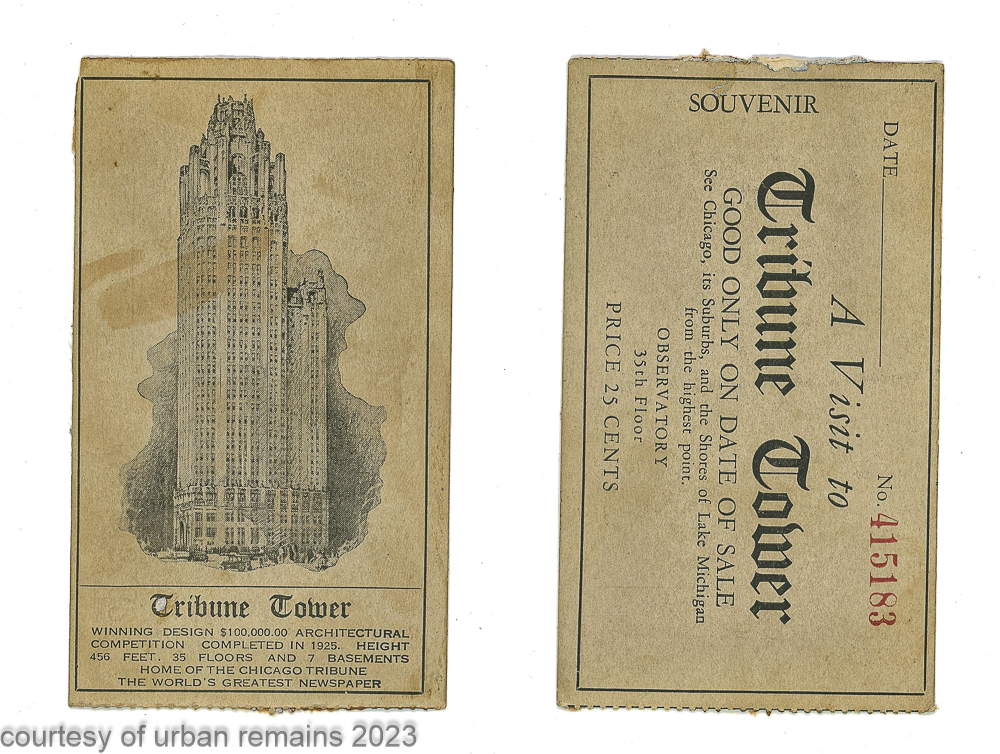 Tribune Tower
WINNING DESIGN $100,000.00 ARCHITECTURAL
COMPETITION COMPLETED IN 1925. HEIGHT
456 FEET. 35 FLOORS AND 7 BASEMENTS
HOME OF THE CHICAGO TRIBUNE
THE WORLD'S GREATEST NEWSPAPER
SOUVENIR
DATE
No. 415183
A Visit to
Tribune Tower
GOOD ONLY ON DATE OF SALE
See Chicago, its Suburbs, and the Shores of Lake Michigan
from the highest point.
OBSERVATORY
35th Floor
PRICE 25 CENTS
courtesy of urban remains 2023